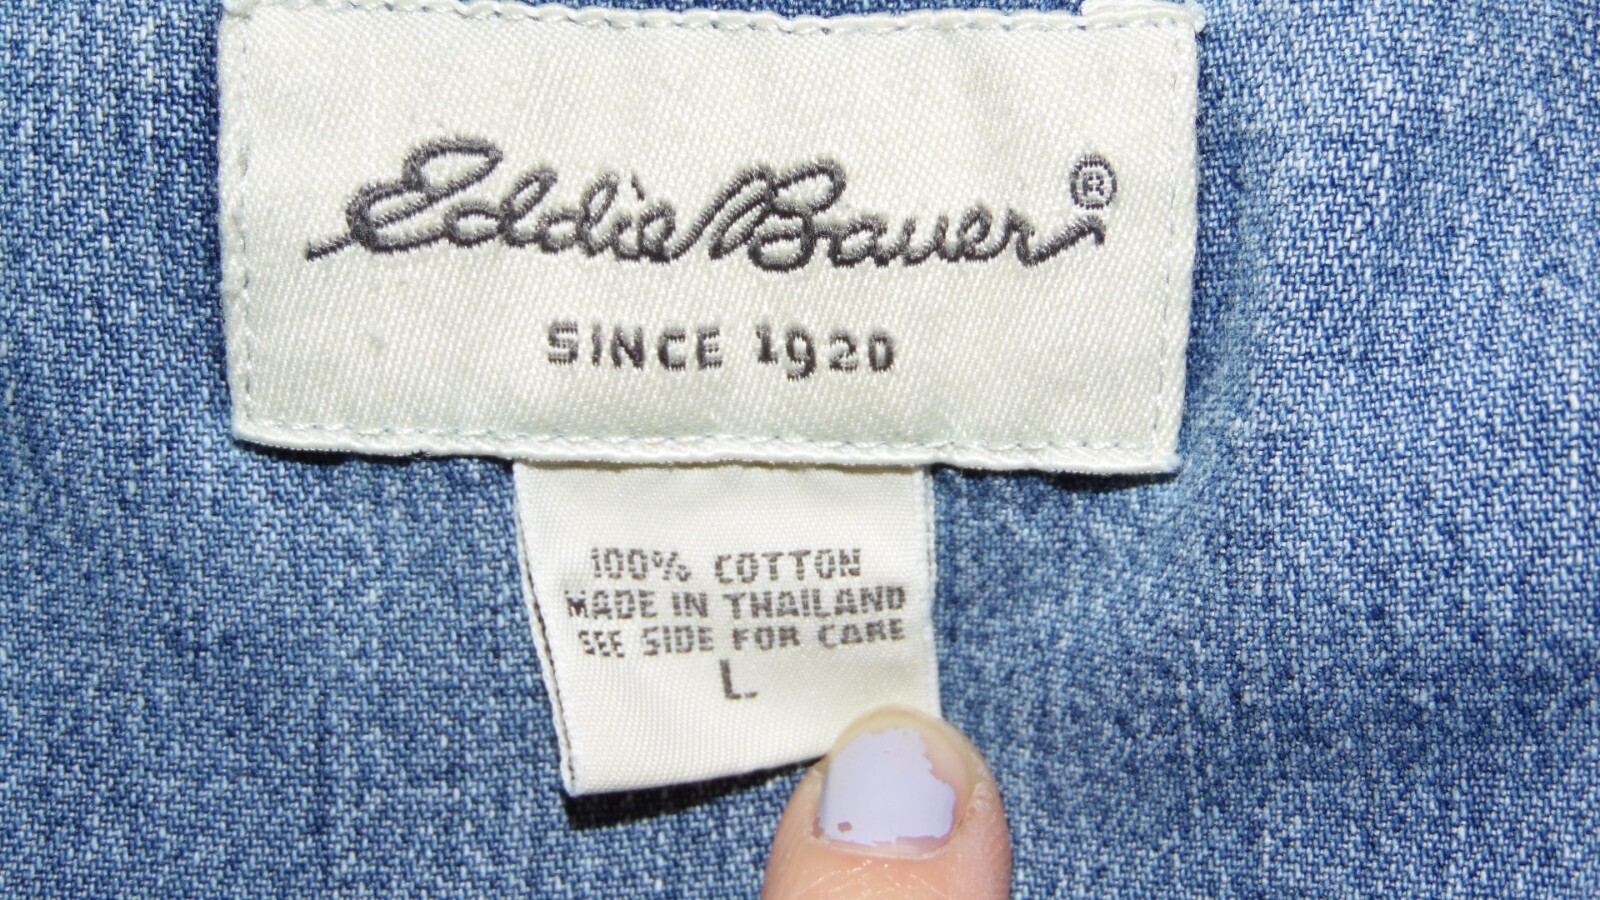 Eddie Bauer®
SINCE 1920
100% COTTON
MADE IN THAILAND
SEE SIDE FOR CARE
L